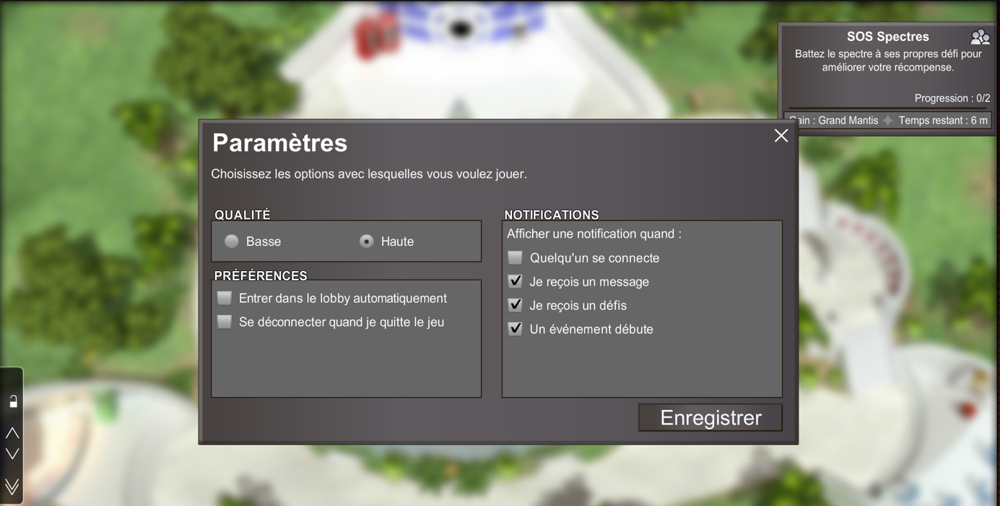 SOS Spectres
Battez le spectre à ses propres défi pour
améliorer votre récompense.
Progression : 0/2
Gain : Grand Mantis Temps restant : 6 m
Paramètres
Choisissez les options avec lesquelles vous voulez jouer.
QUALITÉ
Basse Haute
PRÉFÉRENCES
Entrer dans le lobby automatiquement
Se déconnecter quand je quitte le jeu
NOTIFICATIONS
Afficher une notification quand :
Quelqu'un se connecte
Je reçois un message
Je reçois un défis
Un événement débute
Enregistrer